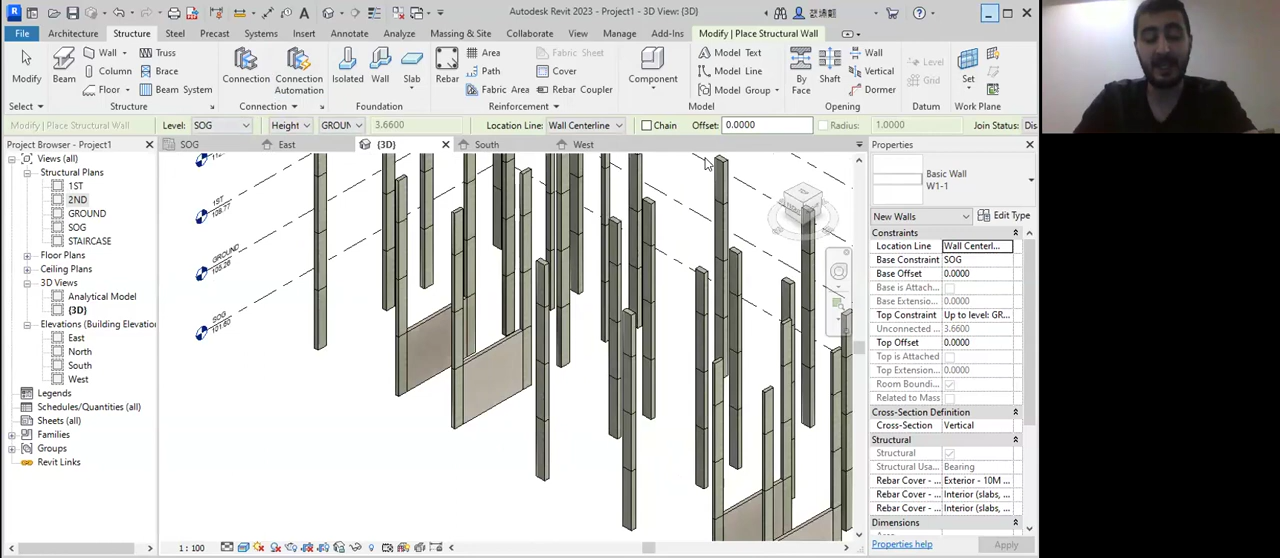 Autodesk Revit 2023 - Project1 - 3D View: {3D}
File Architecture Structure Steel Precast Systems Insert Annotate Analyze Massing & Site Collaborate View Manage Add-Ins Modify | Place Structural Wall
Modify Beam Wall Column Floor Truss Brace Beam System Connection Connection Automation Isolated Wall Slab Rebar Area Path Fabric Area Fabric Sheet Cover Rebar Coupler Component Model Text Model Line Model Group By Face Shaft Wall Vertical Dormer Level Grid Set
Select Structure Connection Foundation Reinforcement Model Opening Datum Work Plane
Modify | Place Structural Wall Level: SOG Height GROUN 3.6600 Location Line: Wall Centerline Chain Offset: 0.0000 Radius: 1.0000 Join Status: Dis
Project Browser - Project1
SOG East {3D} South West
Views (all)
Structural Plans
1ST
2ND
GROUND
SOG
STAIRCASE
Floor Plans
Ceiling Plans
3D Views
Analytical Model
{3D}
Elevations (Building Elevation
East
North
South
West
Legends
Schedules/Quantities (all)
Sheets (all)
Families
Groups
Revit Links
1ST
108.77
GROUND
105.26
SOG
101.60
1 : 100
Properties
Basic Wall
W1-1
New Walls Edit Type
Constraints
Location Line Wall Centerl...
Base Constraint SOG
Base Offset 0.0000
Base is Attach...
Base Extensio... 0.0000
Top Constraint Up to level: GR...
Unconnected ... 3.6600
Top Offset 0.0000
Top is Attached
Top Extension... 0.0000
Room Boundi...
Related to Mass
Cross-Section Definition
Cross-Section Vertical
Structural
Structural
Structural Usa... Bearing
Rebar Cover - ... Exterior - 10M ...
Rebar Cover - ... Interior (slabs, ...
Rebar Cover - ... Interior (slabs, ...
Dimensions
Properties help Apply